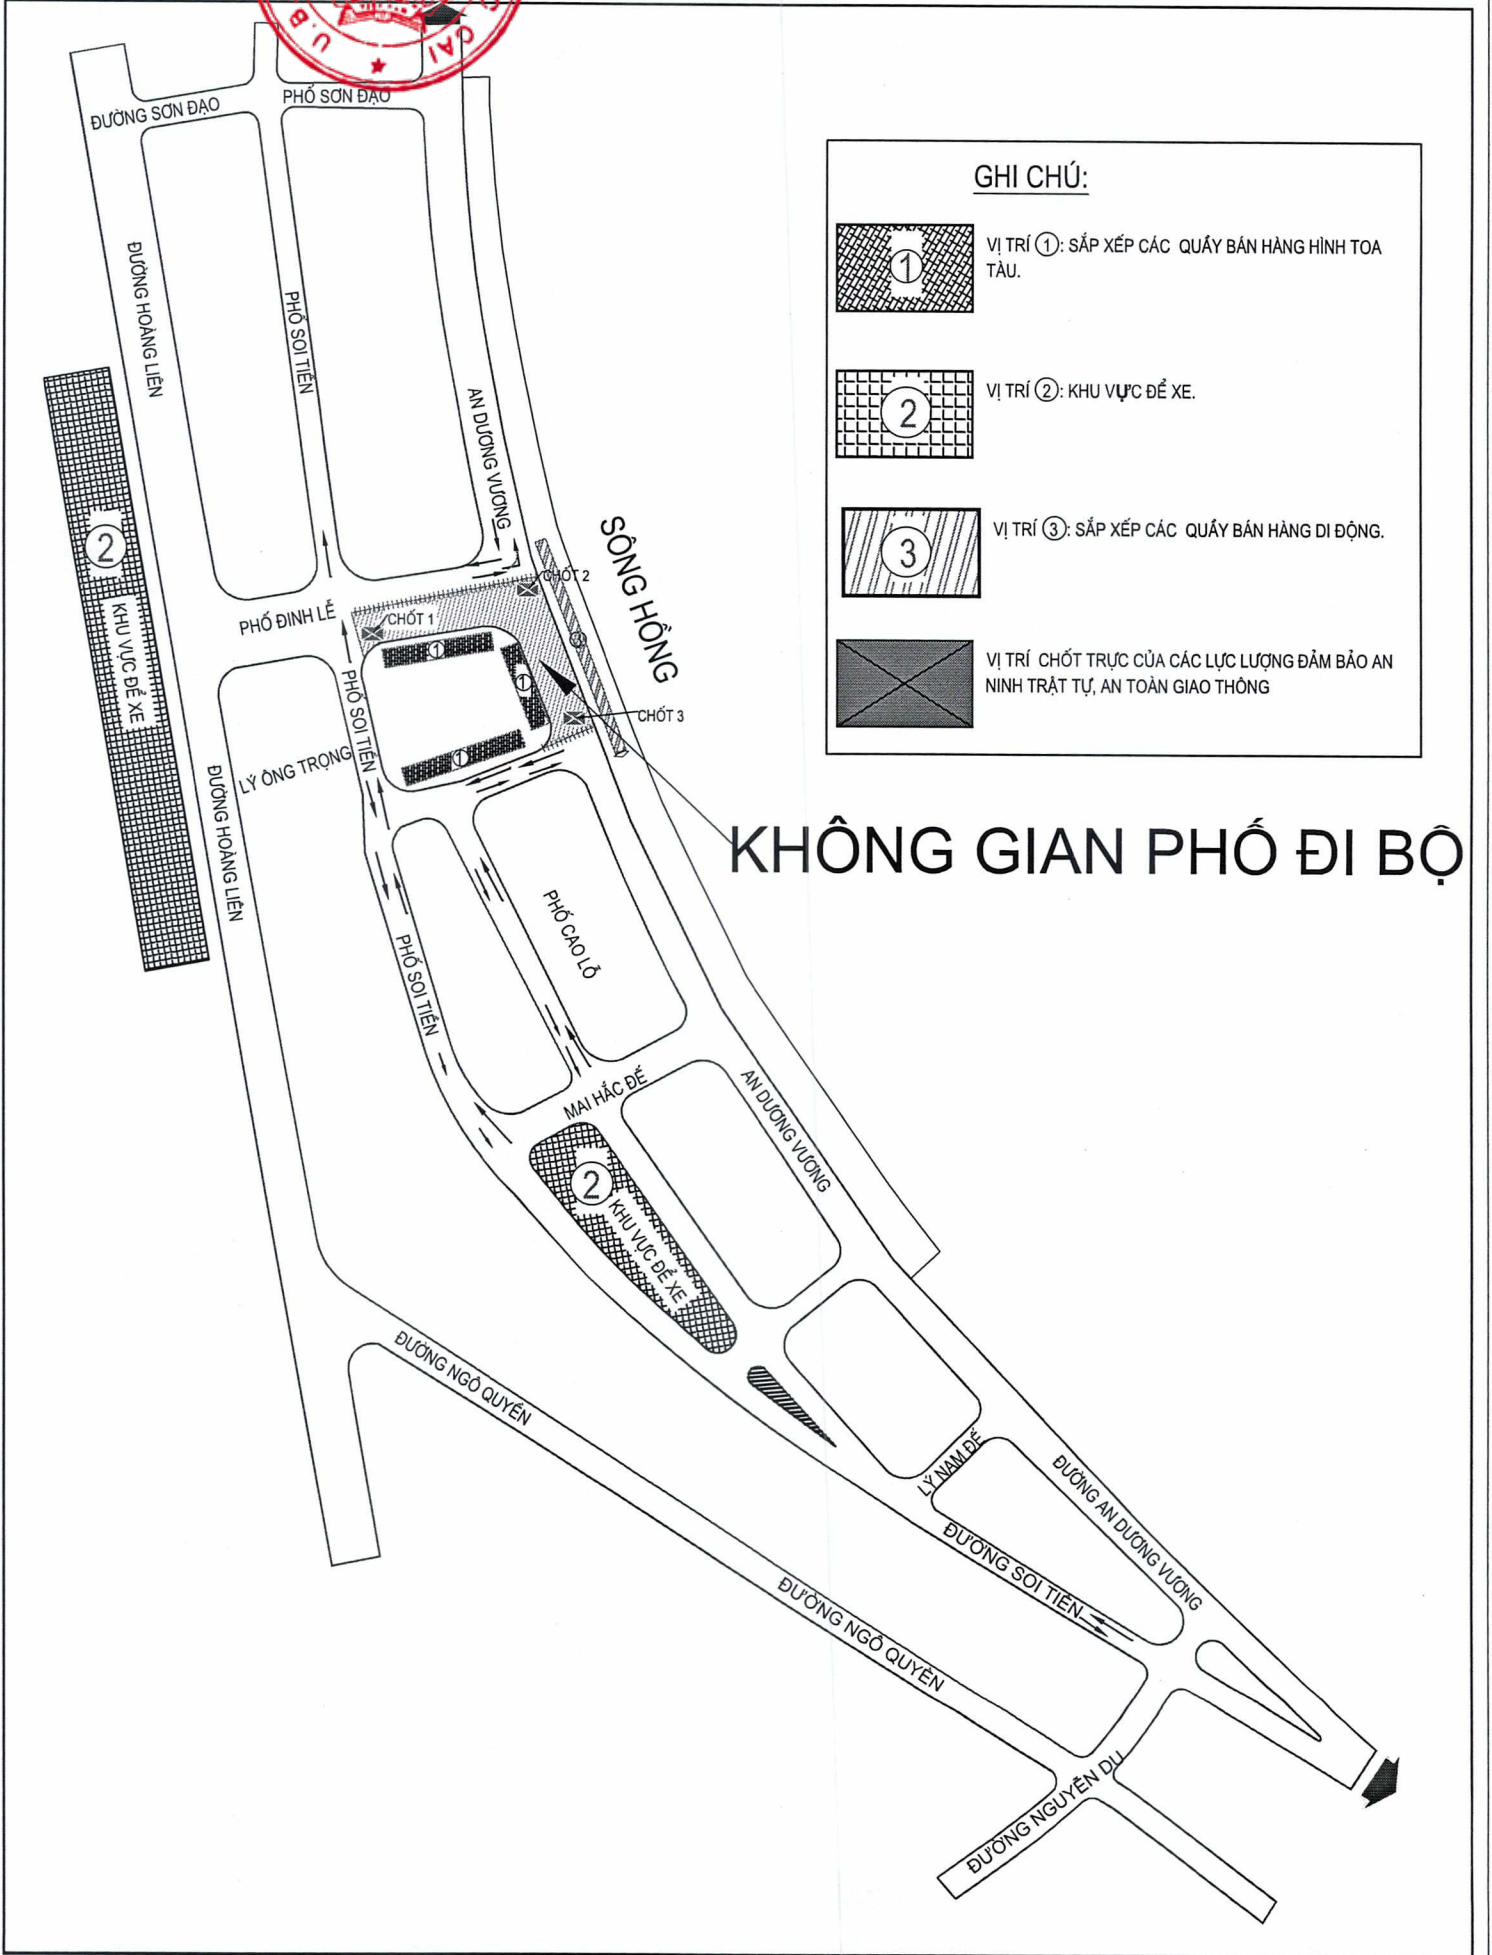 U.B
CAI
ĐƯỜNG SƠN ĐẠO
PHỐ SƠN ĐẠO
GHI CHÚ:
1
VỊ TRÍ 1: SẮP XẾP CÁC QUẦY BÁN HÀNG HÌNH TOA
TÀU.
2
VỊ TRÍ 2: KHU VỰC ĐỂ XE.
3
VỊ TRÍ 3: SẮP XẾP CÁC QUẦY BÁN HÀNG DI ĐỘNG.
VỊ TRÍ CHỐT TRỰC CỦA CÁC LỰC LƯỢNG ĐẢM BẢO AN
NINH TRẬT TỰ, AN TOÀN GIAO THÔNG
ĐƯỜNG HOÀNG LIÊN
PHỐ SOI TIỀN
AN DƯƠNG VƯƠNG
2
KHU VỰC ĐỂ XE
SÔNG HỒNG
CHỐT 2
PHỐ ĐINH LỄ
CHỐT 1
1
3
1
PHỐ SOI TIỀN
CHỐT 3
1
LÝ ÔNG TRỌNG
ĐƯỜNG HOÀNG LIÊN
KHÔNG GIAN PHỐ ĐI BỘ
PHỐ CAO LỖ
PHỐ SOI TIỀN
MAI HẮC ĐẾ
AN DƯƠNG VƯƠNG
2
KHU VỰC ĐỂ XE
ĐƯỜNG NGÔ QUYỀN
LÝ NAM ĐẾ
ĐƯỜNG AN DƯƠNG VƯƠNG
ĐƯỜNG SOI TIỀN
ĐƯỜNG NGÔ QUYỀN
ĐƯỜNG NGUYỄN DU